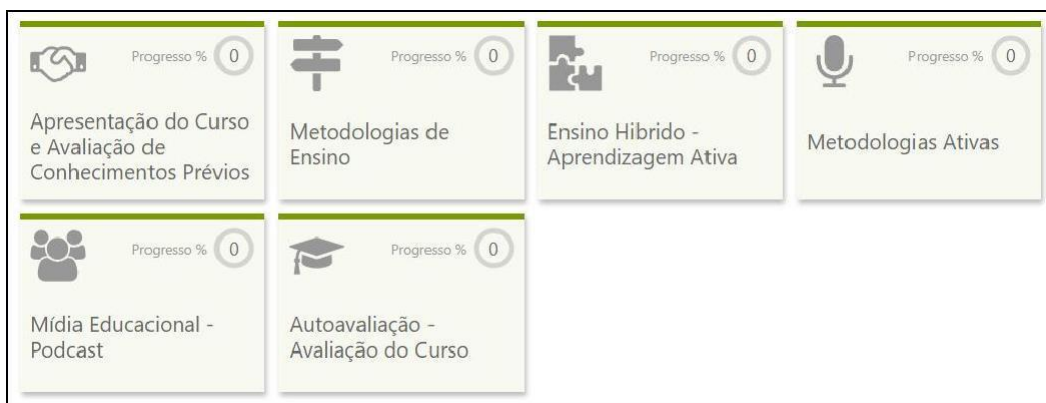 Progresso % 0
Apresentação do Curso
e Avaliação de
Conhecimentos Prévios
Progresso % 0
Metodologias de
Ensino
Progresso % 0
Ensino Hibrido -
Aprendizagem Ativa
Progresso % 0
Metodologias Ativas
Progresso % 0
Mídia Educacional -
Podcast
Progresso % 0
Autoavaliação -
Avaliação do Curso